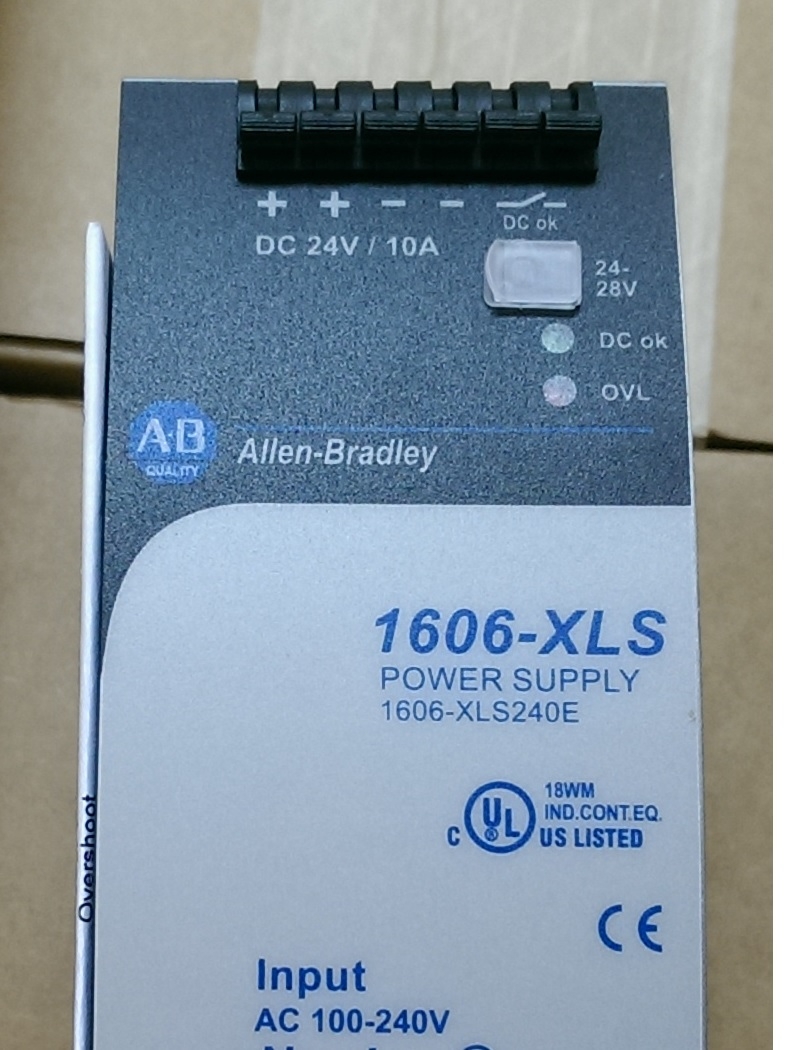 + + − −
DC ok
DC 24V / 10A
24-
28V
DC ok
OVL
AB
QUALITY
Allen-Bradley
1606-XLS
POWER SUPPLY
1606-XLS240E
C UL ® US LISTED
18WM
IND.CONT.EQ.
Overshoot
CE
Input
AC 100-240V